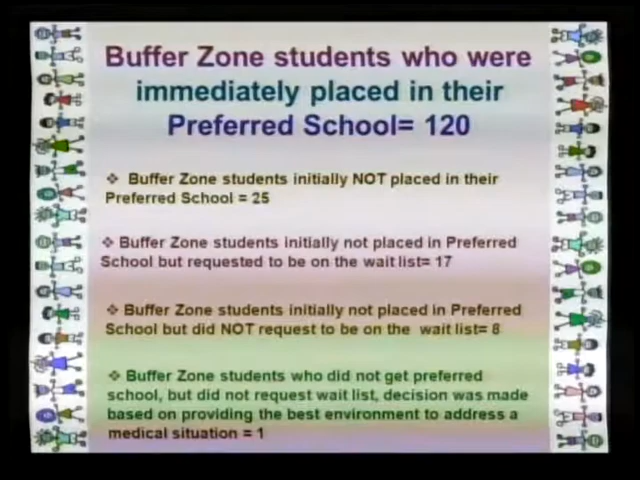 Buffer Zone students who were
immediately placed in their
Preferred School= 120
❖ Buffer Zone students initially NOT placed in their
Preferred School = 25
❖ Buffer Zone students initially not placed in Preferred
School but requested to be on the wait list= 17
❖ Buffer Zone students initially not placed in Preferred
School but did NOT request to be on the wait list= 8
❖ Buffer Zone students who did not get preferred
school, but did not request wait list, decision was made
based on providing the best environment to address a
medical situation = 1